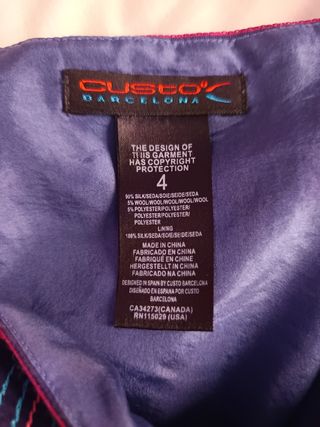 CUSTO
BARCELONA
THE DESIGN OF
THIS GARMENT
HAS COPYRIGHT
PROTECTION
4
90% SILK/SEDA/SOIE/SEIDE/SEDA
5% WOOL/WOOL/WOOL/WOOL/WOOL
5% POLYESTER/POLYESTER/
POLYESTER/POLYESTER/
POLYESTER
LINING
100% SILK/SEDA/SOIE/SEIDE/SEDA
MADE IN CHINA
FABRICADO EN CHINA
FABRIQUÉ EN CHINE
HERGESTELLT IN CHINA
FABRICADO EN CHINA
DESIGNED IN SPAIN BY CUSTO BARCELONA
DISEÑADO EN ESPAÑA POR CUSTO
BARCELONA
CA34273(CANADA)
RN115029 (USA)